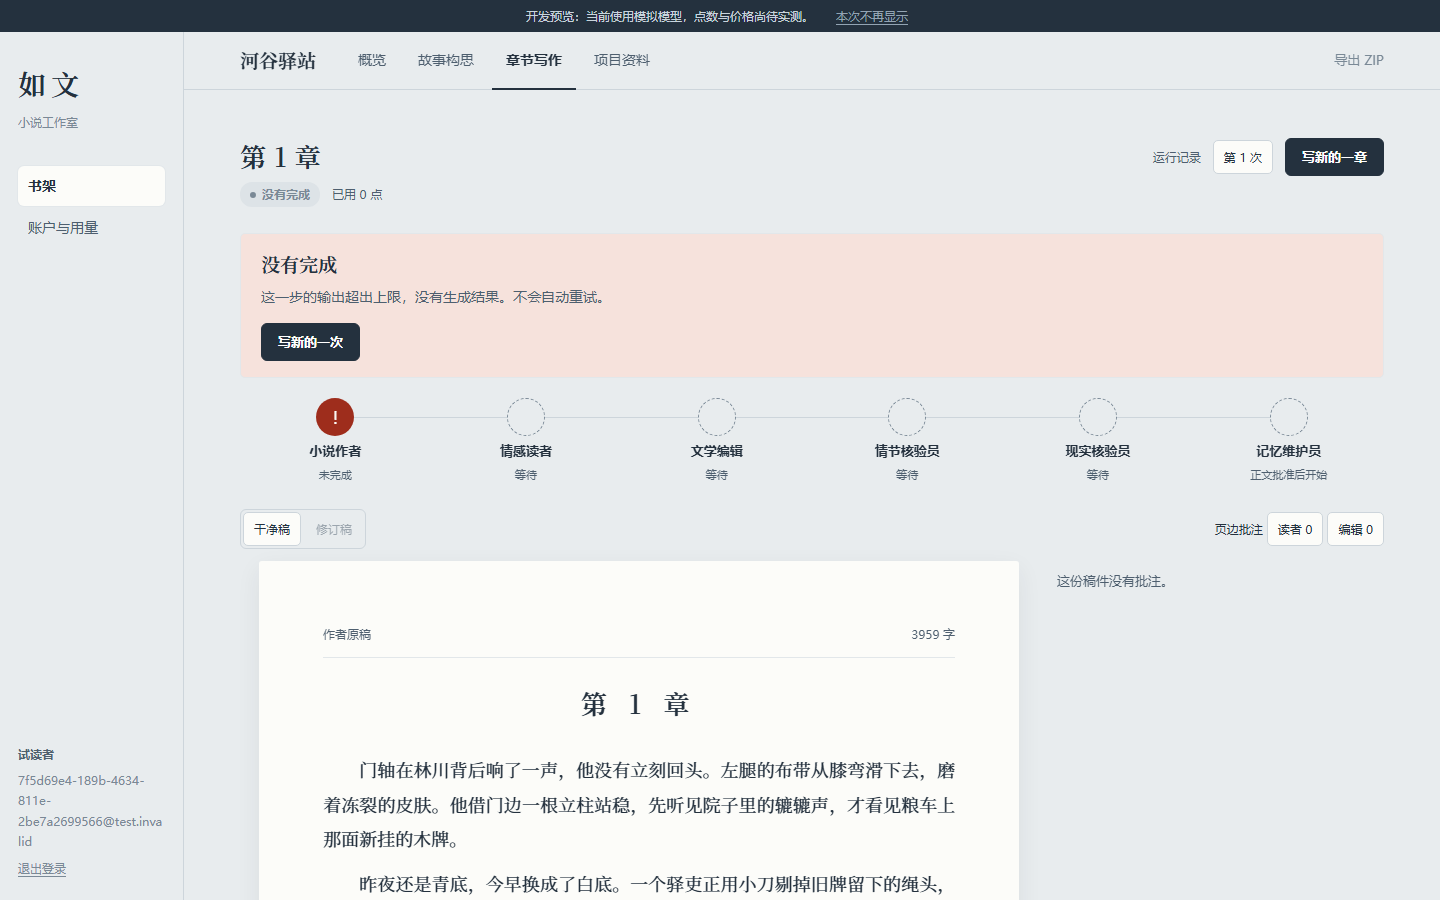 开发预览：当前使用模拟模型，点数与价格尚待实测。 本次不再显示
如文
小说工作室
书架
账户与用量
河谷驿站 概览 故事构思 章节写作 项目资料 导出 ZIP
第 1 章
没有完成 已用 0 点
运行记录 第 1 次 写新的一章
没有完成
这一步的输出超出上限，没有生成结果。不会自动重试。
写新的一次
!
小说作者 情感读者 文学编辑 情节核验员 现实核验员 记忆维护员
未完成 等待 等待 等待 等待 正文批准后开始
干净稿 修订稿 页边批注 读者 0 编辑 0
这份稿件没有批注。
作者原稿 3959 字
第 1 章
门轴在林川背后响了一声，他没有立刻回头。左腿的布带从膝弯滑下去，磨
着冻裂的皮肤。他借门边一根立柱站稳，先听见院子里的辘辘声，才看见粮车上
那面新挂的木牌。
昨夜还是青底，今早换成了白底。一个驿吏正用小刀剔掉旧牌留下的绳头，
试读者
7f5d69e4-189b-4634-
811e-
2be7a2699566@test.inva
lid
退出登录